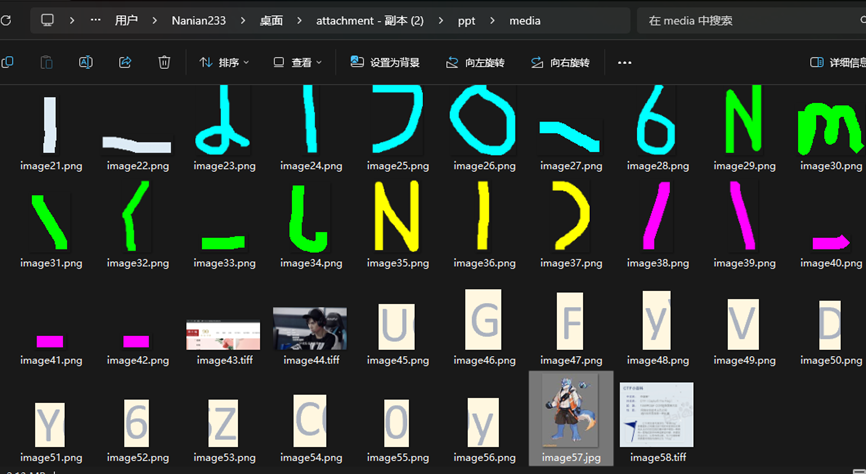 用户 > Nanian233 > 桌面 > attachment - 副本 (2) > ppt > media
在 media 中搜索
排序 查看 设置为背景 向左旋转 向右旋转 详细信息
image21.png image22.png image23.png image24.png image25.png image26.png image27.png image28.png image29.png image30.png
N m
image31.png image32.png image33.png image34.png image35.png image36.png image37.png image38.png image39.png image40.png
U G F y V D
image41.png image42.png image43.tiff image44.tiff image45.png image46.png image47.png image48.png image49.png image50.png
Y 6 Z C 0 y
image51.png image52.png image53.png image54.png image55.png image56.png image57.jpg image58.tiff